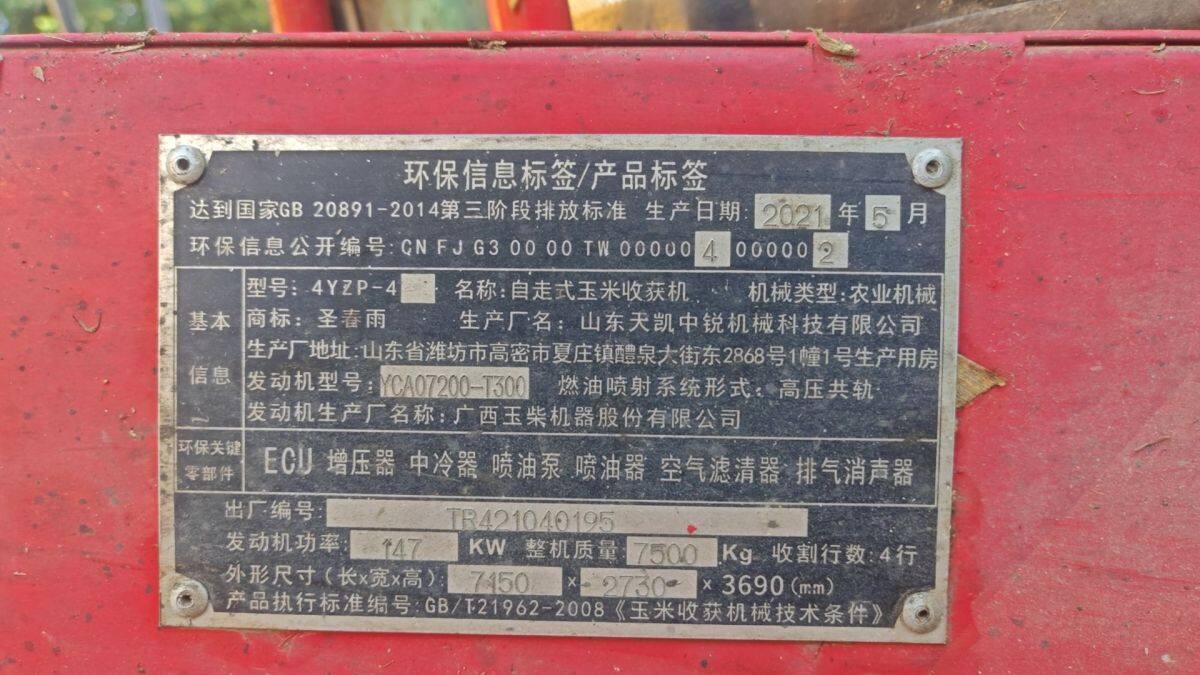 环保信息标签/产品标签
达到国家GB 20891-2014第三阶段排放标准 生产日期: 2021 年 5 月
环保信息公开编号: CN FJ G3 00 00 TW 00000 4 00000 2
基本信息
型号: 4YZP-4 名称: 自走式玉米收获机 机械类型: 农业机械
商标: 圣春雨 生产厂名: 山东天凯中锐机械科技有限公司
生产厂地址: 山东省潍坊市高密市夏庄镇醴泉大街东2868号1幢1号生产用房
发动机型号: YCA07200-T300 燃油喷射系统形式: 高压共轨
发动机生产厂名称: 广西玉柴机器股份有限公司
环保关键零部件
ECU 增压器 中冷器 喷油泵 喷油器 空气滤清器 排气消声器
出厂编号: TR421040195
发动机功率: 147 KW 整机质量: 7500 Kg 收割行数: 4行
外形尺寸(长x宽x高): 7150 × 2730 × 3690 (mm)
产品执行标准编号: GB/T21962-2008《玉米收获机械技术条件》